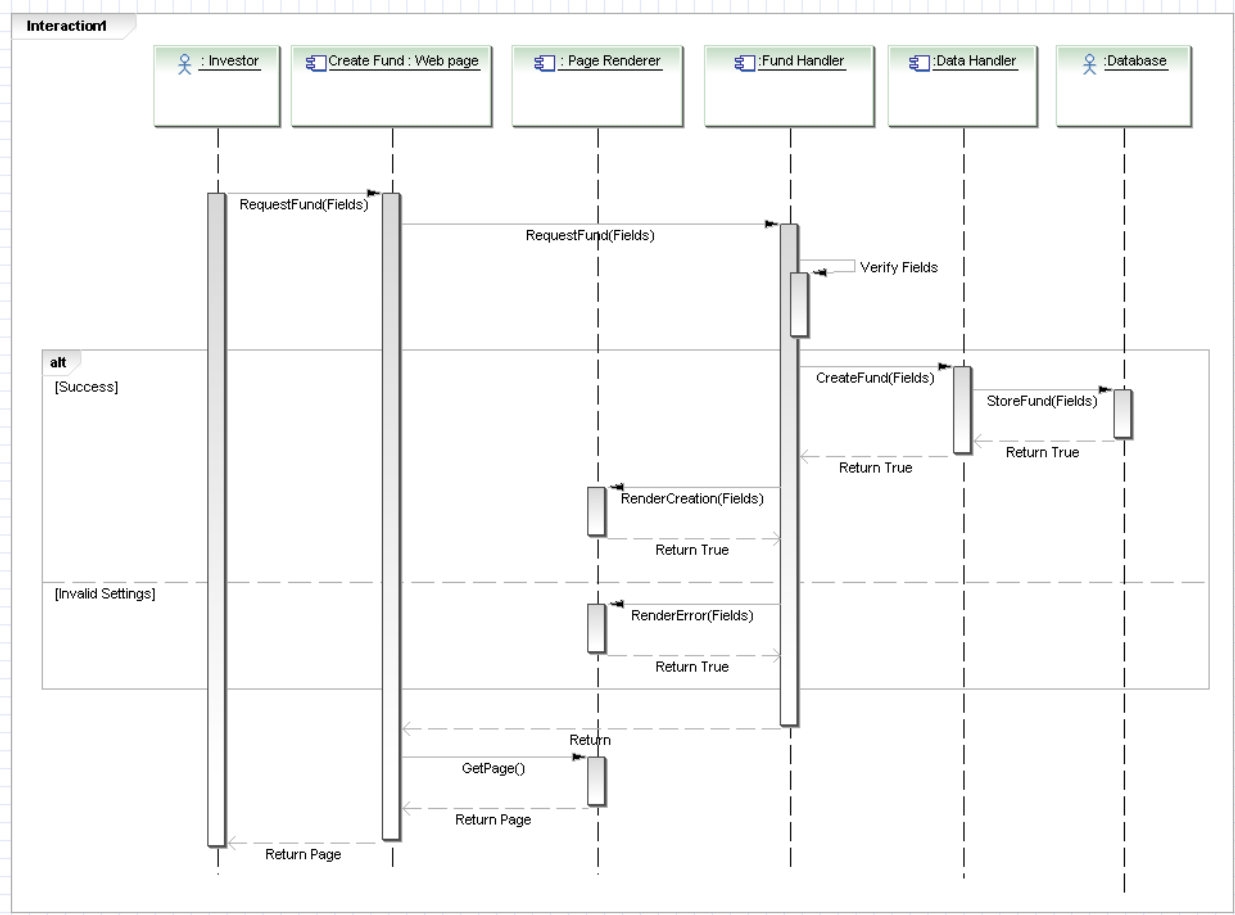 Interaction1
: Investor
Create Fund : Web page
: Page Renderer
:Fund Handler
:Data Handler
:Database
RequestFund(Fields)
RequestFund(Fields)
Verify Fields
alt
[Success]
CreateFund(Fields)
StoreFund(Fields)
Return True
Return True
RenderCreation(Fields)
Return True
[Invalid Settings]
RenderError(Fields)
Return True
Return
GetPage()
Return Page
Return Page